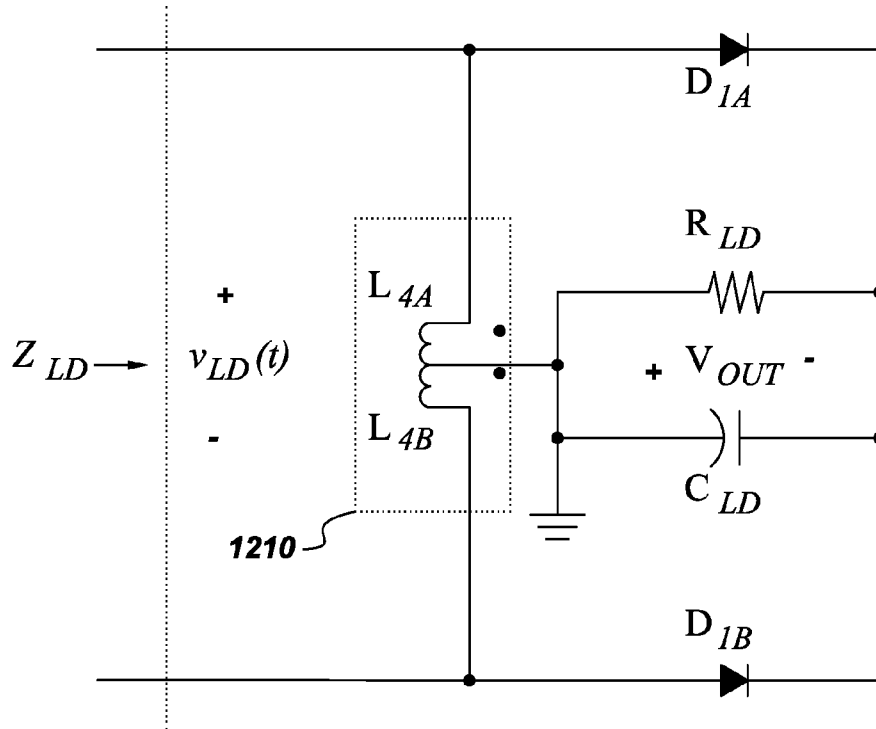 D1A
RLD
L4A
+
ZLD
vLD(t)
+ VOUT -
-
L4B
CLD
1210
D1B